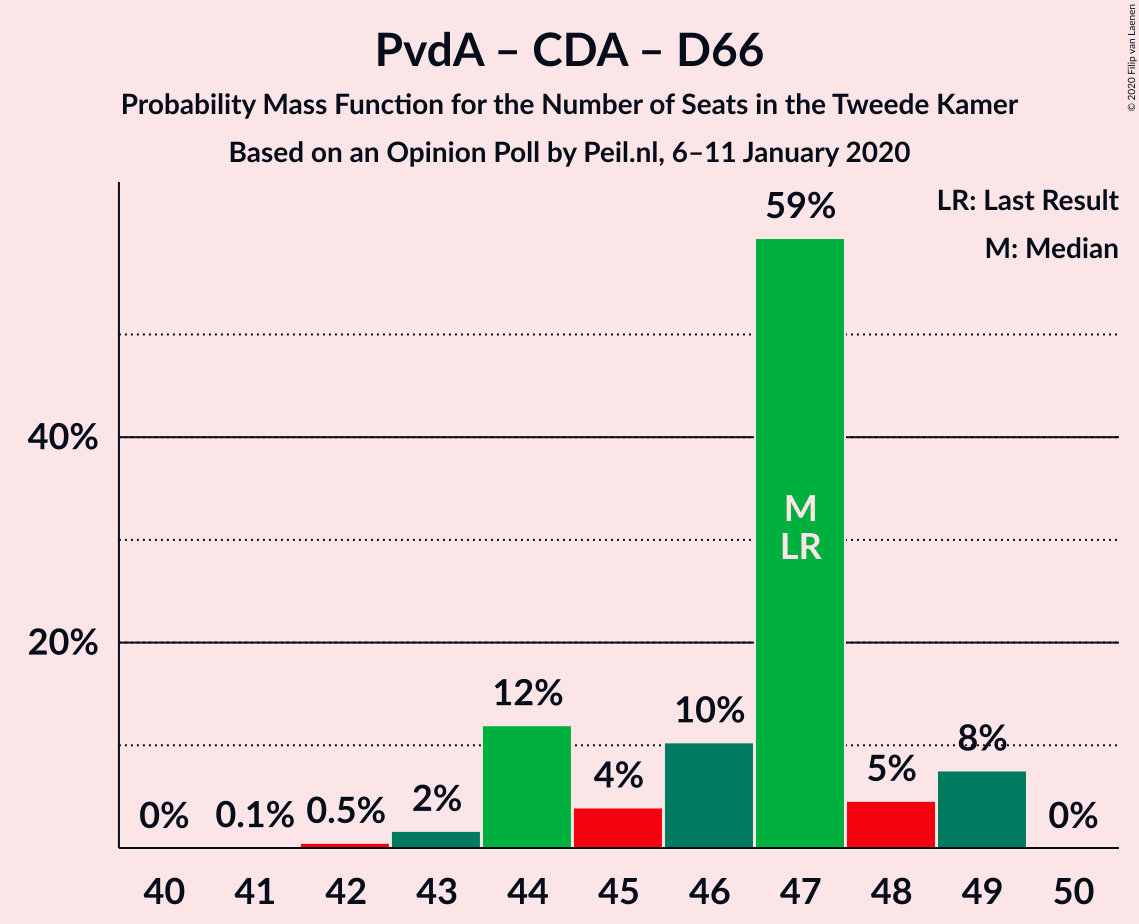 PvdA – CDA – D66
Probability Mass Function for the Number of Seats in the Tweede Kamer
Based on an Opinion Poll by Peil.nl, 6–11 January 2020
© 2020 Filip van Laenen
LR: Last Result
M: Median
59%
40%
M
LR
20%
12%
10%
8%
5%
4%
2%
0.5%
0.1%
0%
0%
40 41 42 43 44 45 46 47 48 49 50